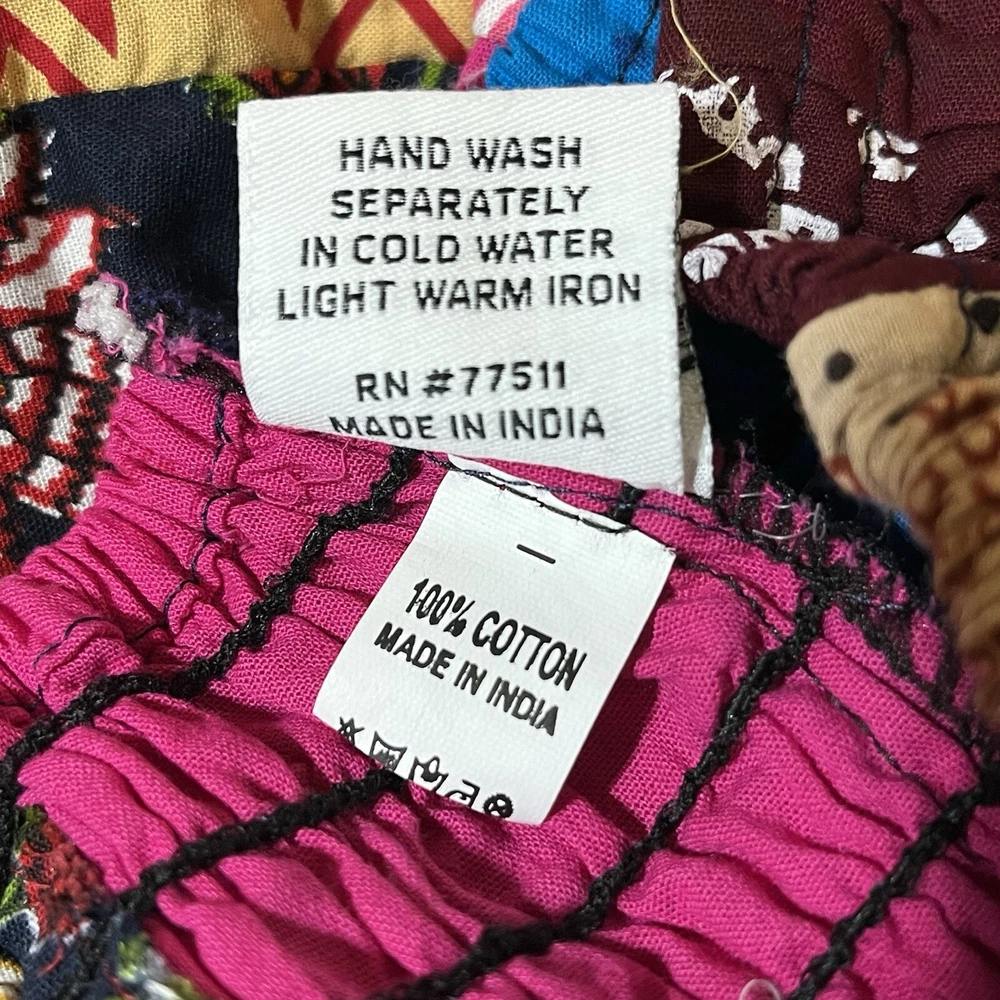 HAND WASH
SEPARATELY
IN COLD WATER
LIGHT WARM IRON
RN #77511
MADE IN INDIA
100% COTTON
MADE IN INDIA